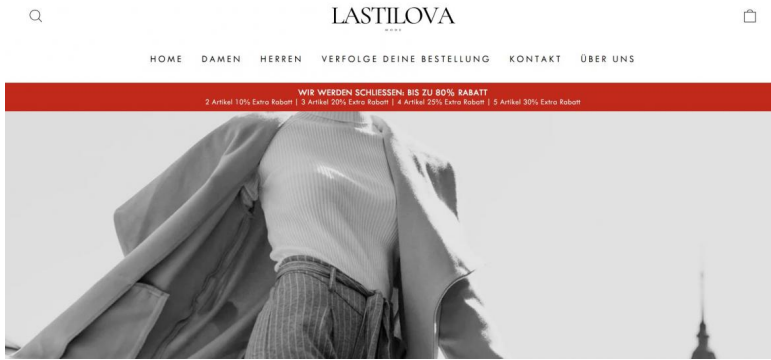 LASTILOVA
MODE
HOME DAMEN HERREN VERFOLGE DEINE BESTELLUNG KONTAKT ÜBER UNS
WIR WERDEN SCHLIESSEN: BIS ZU 80% RABATT
2 Artikel 10% Extra Rabatt | 3 Artikel 20% Extra Rabatt | 4 Artikel 25% Extra Rabatt | 5 Artikel 30% Extra Rabatt